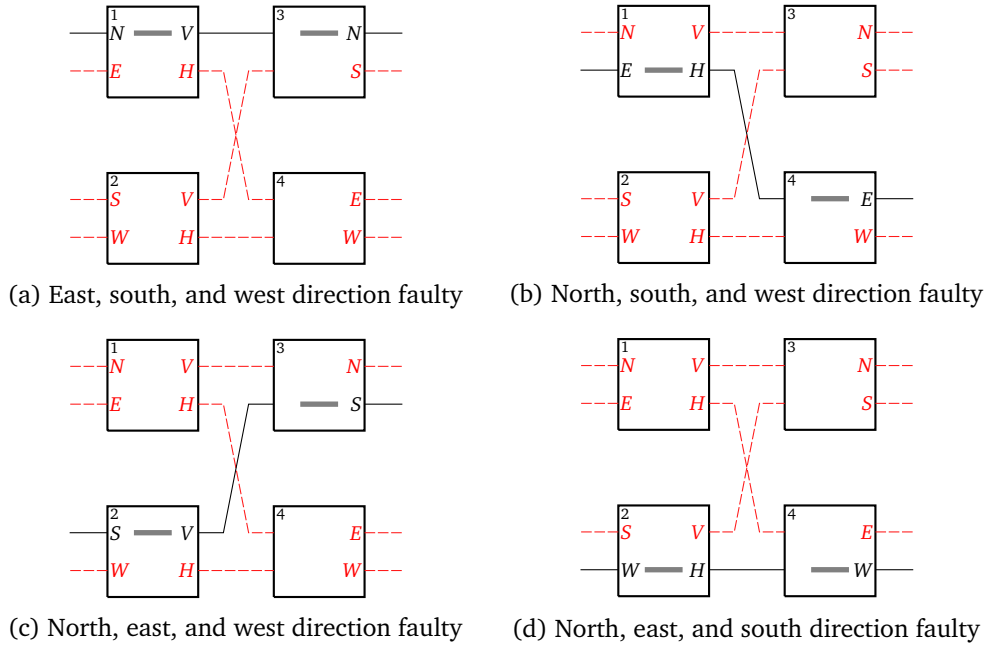 1 3
N V N
E H S
2 4
S V E
W H W
(a) East, south, and west direction faulty
1 3
N V N
E H S
2 4
S V E
W H W
(b) North, south, and west direction faulty
1 3
N V N
E H S
2 4
S V E
W H W
(c) North, east, and west direction faulty
1 3
N V N
E H S
2 4
S V E
W H W
(d) North, east, and south direction faulty